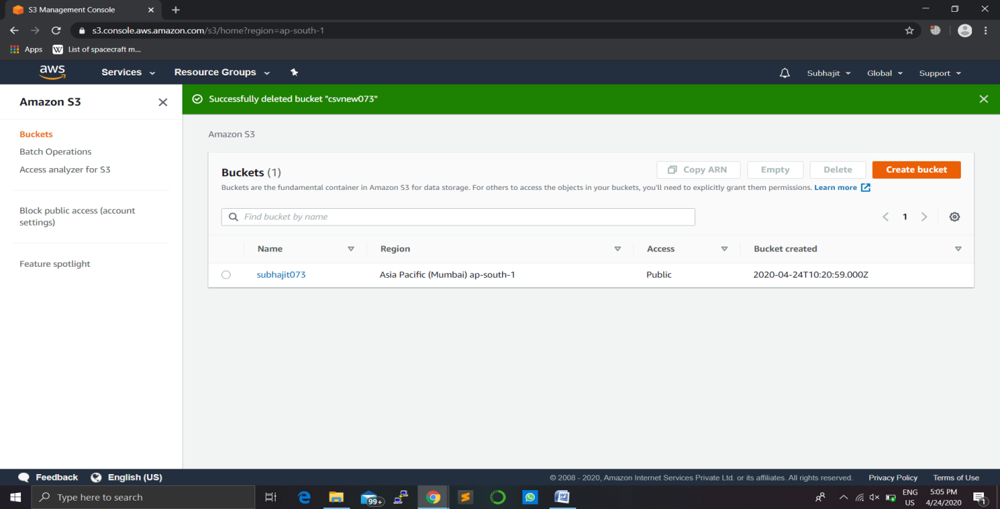 S3 Management Console
s3.console.aws.amazon.com/s3/home?region=ap-south-1
Apps W List of spacecraft m...
aws Services Resource Groups Subhajit Global Support
Amazon S3
Successfully deleted bucket "csvnew073"
Buckets
Batch Operations
Access analyzer for S3
Block public access (account
settings)
Feature spotlight
Amazon S3
Buckets (1) Copy ARN Empty Delete Create bucket
Buckets are the fundamental container in Amazon S3 for data storage. For others to access the objects in your buckets, you'll need to explicitly grant them permissions. Learn more
Find bucket by name 1
Name Region Access Bucket created
subhajit073 Asia Pacific (Mumbai) ap-south-1 Public 2020-04-24T10:20:59.000Z
Feedback English (US) © 2008 - 2020, Amazon Internet Services Private Ltd. or its affiliates. All rights reserved. Privacy Policy Terms of Use
Type here to search 99+ W ENG 5:05 PM
US 4/24/2020 1